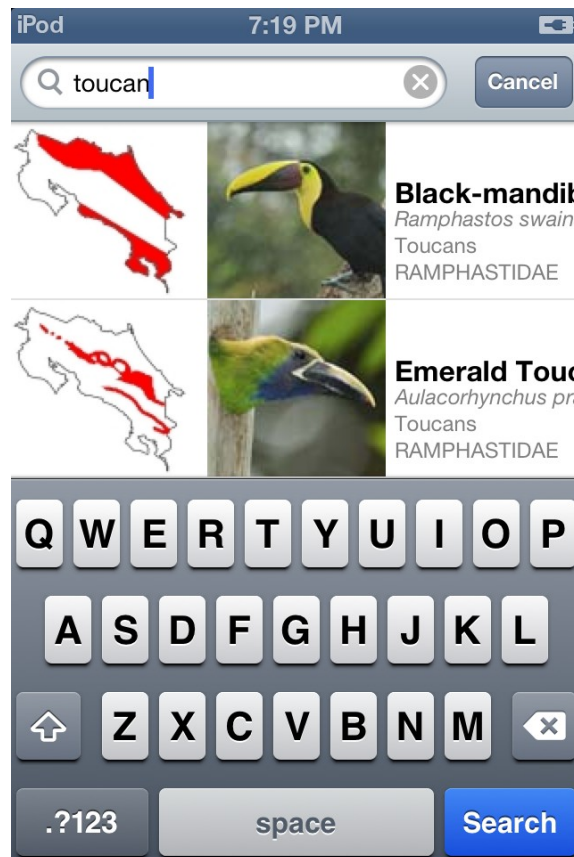 iPod 7:19 PM
toucan Cancel
Black-mandib
Ramphastos swain
Toucans
RAMPHASTIDAE
Emerald Touc
Aulacorhynchus pra
Toucans
RAMPHASTIDAE
Q W E R T Y U I O P
A S D F G H J K L
Z X C V B N M
.?123 space Search